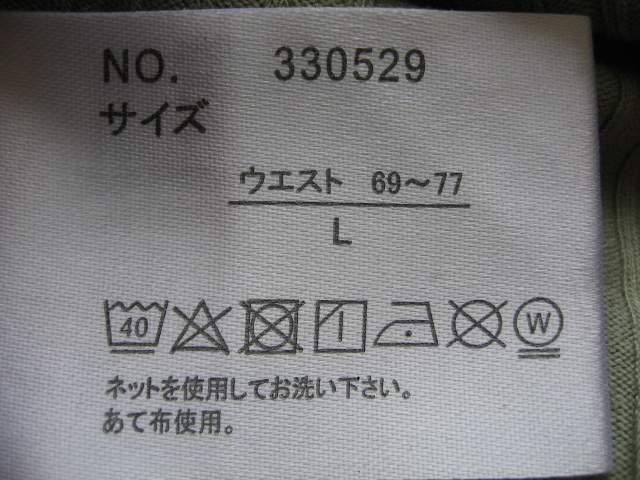 NO. 330529
サイズ
ウエスト 69～77
L
40 W
ネットを使用してお洗い下さい。
あて布使用。